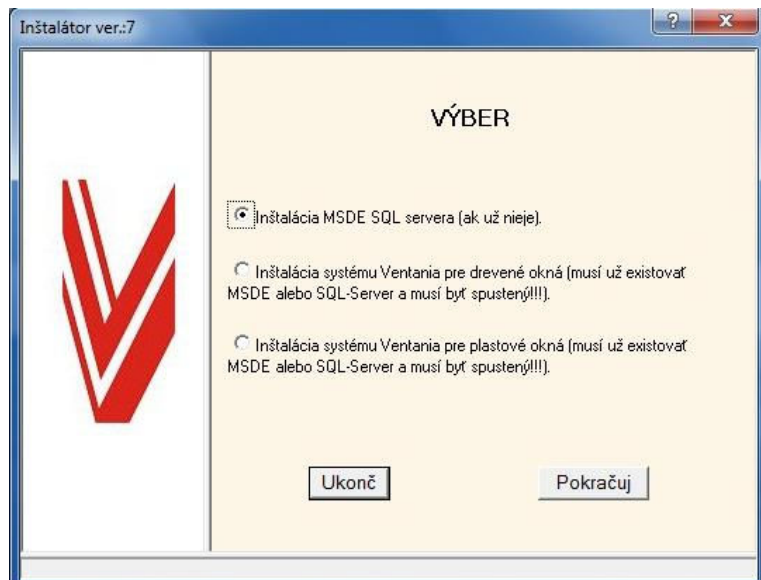 Inštalátor ver.:7
VÝBER
Inštalácia MSDE SQL servera (ak už nieje).
Inštalácia systému Ventania pre drevené okná (musí už existovať
MSDE alebo SQL-Server a musí byť spustený!!!).
Inštalácia systému Ventania pre plastové okná (musí už existovať
MSDE alebo SQL-Server a musí byť spustený!!!).
Ukonč Pokračuj